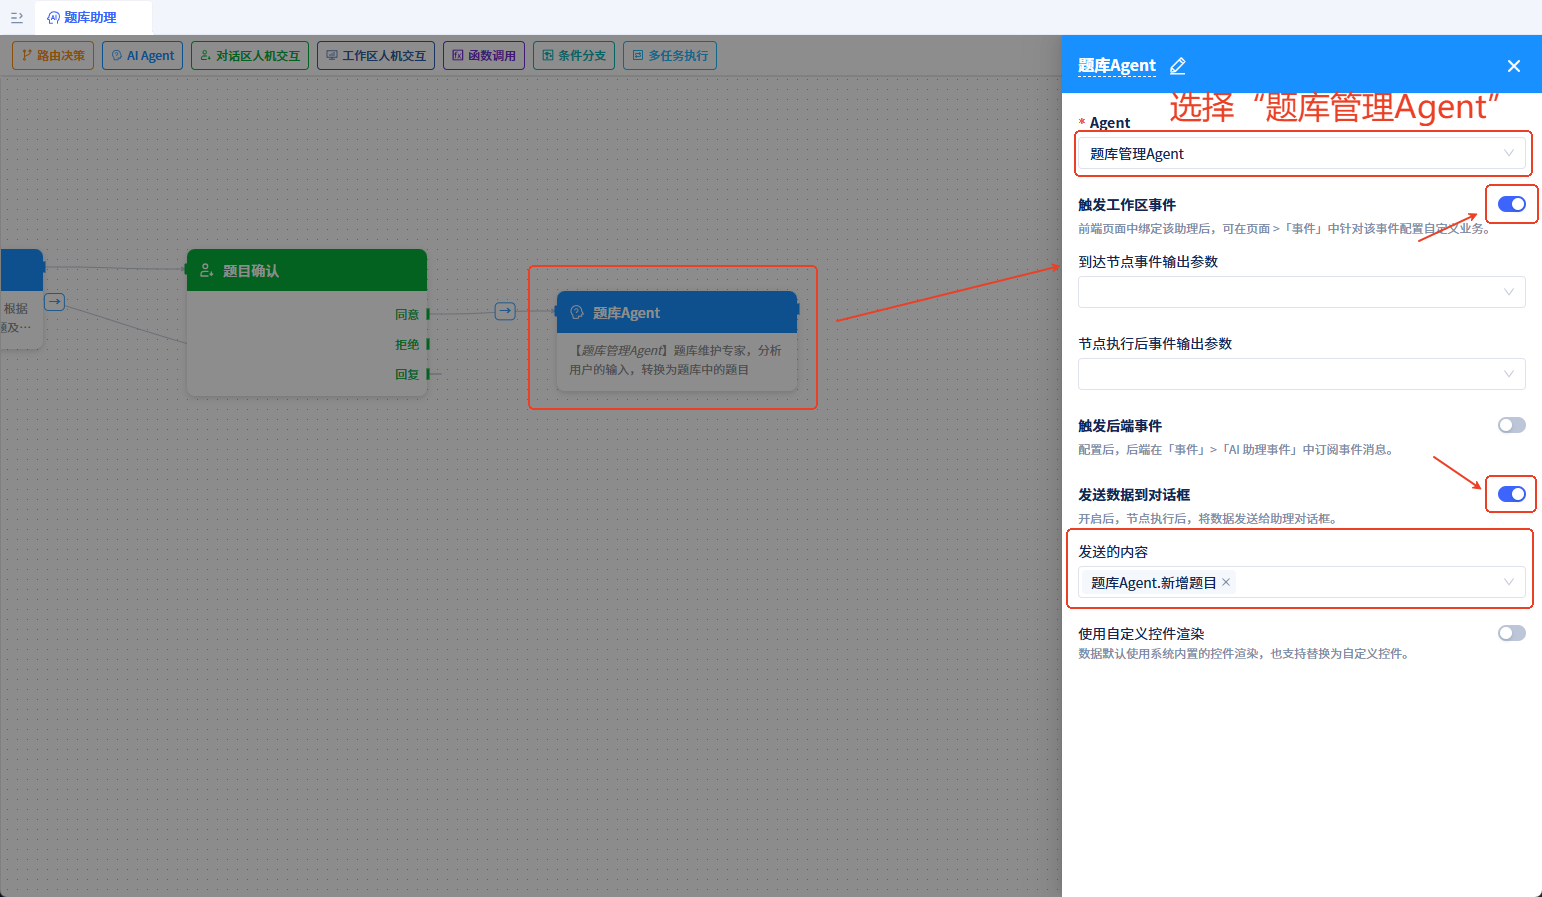 题库助理
路由决策
AI Agent
对话区人机交互
工作区人机交互
函数调用
条件分支
多任务执行
根据
题及…
题目确认
同意
拒绝
回复
题库Agent
【题库管理Agent】题库维护专家，分析
用户的输入，转换为题库中的题目
题库Agent
选择“题库管理Agent”
* Agent
题库管理Agent
触发工作区事件
前端页面中绑定该助理后，可在页面 >「事件」中针对该事件配置自定义业务。
到达节点事件输出参数
节点执行后事件输出参数
触发后端事件
配置后，后端在「事件」>「AI 助理事件」中订阅事件消息。
发送数据到对话框
开启后，节点执行后，将数据发送给助理对话框。
发送的内容
题库Agent.新增题目 ×
使用自定义控件渲染
数据默认使用系统内置的控件渲染，也支持替换为自定义控件。